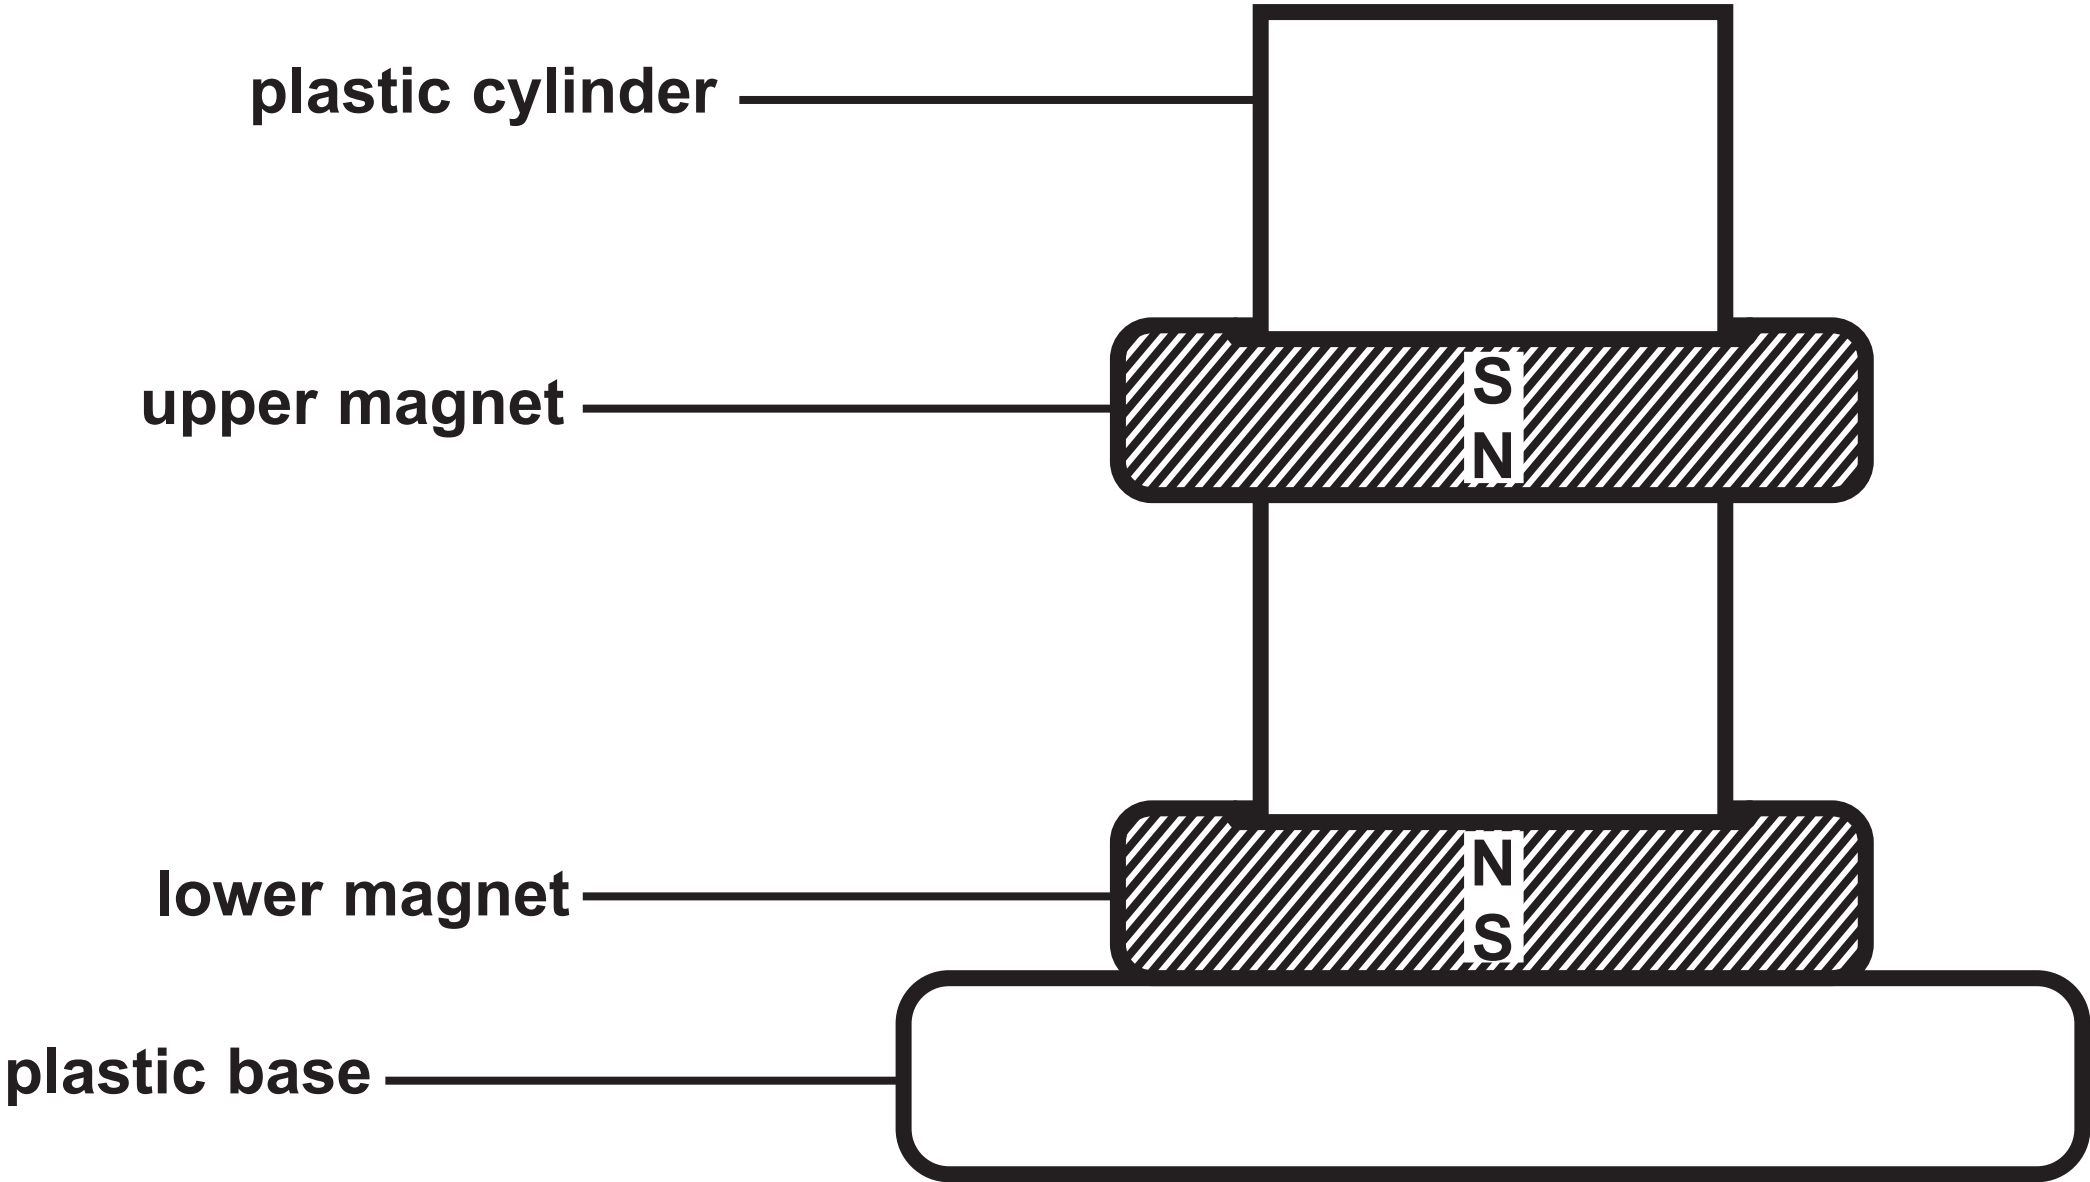 plastic cylinder
upper magnet
S
N
lower magnet
N
S
plastic base